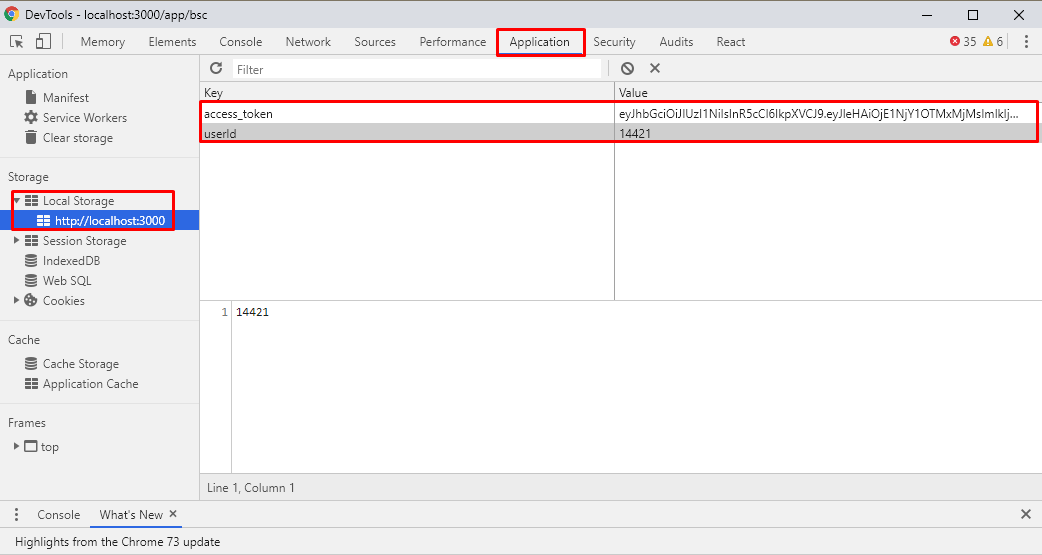 DevTools - localhost:3000/app/bsc
Memory Elements Console Network Sources Performance Application Security Audits React 35 6
Application
Manifest
Service Workers
Clear storage
Storage
Local Storage
http://localhost:3000
Session Storage
IndexedDB
Web SQL
Cookies
Cache
Cache Storage
Application Cache
Frames
top
Filter
Key Value
access_token eyJhbGciOiJIUzI1NiIsInR5cCI6IkpXVCJ9.eyJleHAiOjE1NjY1OTMxMjMsImlkIj...
userId 14421
1 14421
Line 1, Column 1
Console What's New
Highlights from the Chrome 73 update